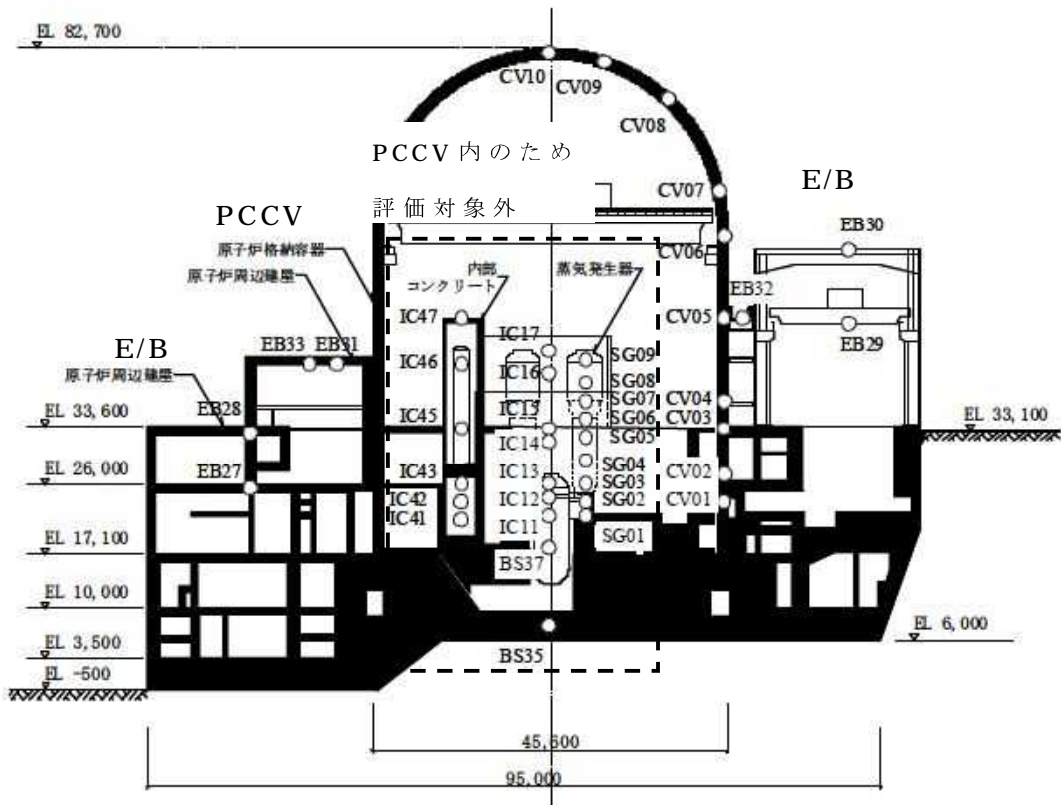 EL 82,700
CV10
CV09
CV08
PCCV 内のため
評価対象外
CV07
E/B
PCCV
EB30
CV06
原子炉格納容器
原子炉周辺建屋
内部
コンクリート
蒸気発生器
EB32
IC47
CV05
IC17
EB33
EB31
EB29
E/B
SG09
IC46
IC16
原子炉周辺建屋
SG08
SG07
CV04
EB28
IC45
IC15
SG06
CV03
EL 33,600
EL 33,100
IC14
SG05
EB27
IC43
IC13
SG04
CV02
EL 26,000
SG03
IC42
IC12
SG02
CV01
IC41
IC11
SG01
EL 17,100
BS37
EL 10,000
EL 3,500
EL 6,000
BS35
EL -500
45,600
95,000